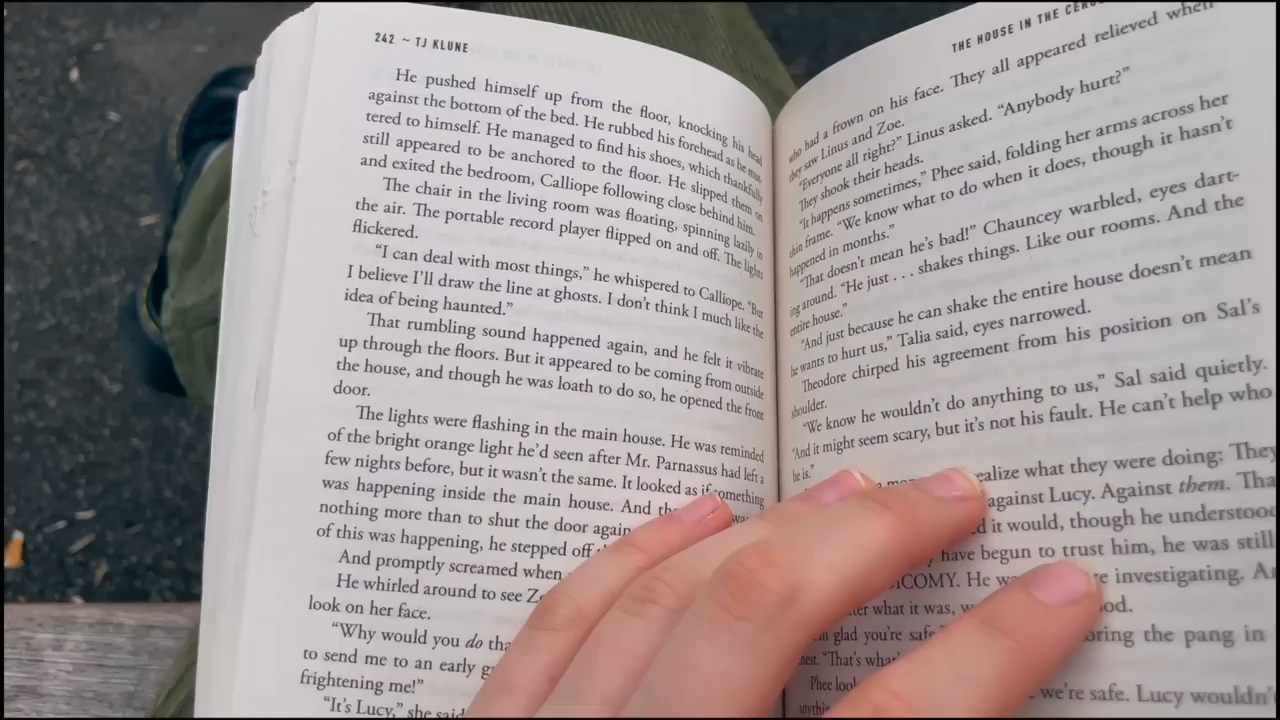 242 ~ TJ KLUNE
He pushed himself up from the floor, knocking his head
against the bottom of the bed. He rubbed his forehead as he mut-
tered to himself. He managed to find his shoes, which thankfully
still appeared to be anchored to the floor. He slipped them on
and exited the bedroom, Calliope following close behind him.
The chair in the living room was floating, spinning lazily in
the air. The portable record player flipped on and off. The lights
flickered.
“I can deal with most things,” he whispered to Calliope. “But
I believe I’ll draw the line at ghosts. I don’t think I much like the
idea of being haunted.”
That rumbling sound happened again, and he felt it vibrate
up through the floors. But it appeared to be coming from outside
the house, and though he was loath to do so, he opened the front
door.
The lights were flashing in the main house. He was reminded
of the bright orange light he’d seen after Mr. Parnassus had left a
few nights before, but it wasn’t the same. It looked as if something
was happening inside the main house. And
nothing more than to shut the door again
of this was happening, he stepped off
And promptly screamed when
He whirled around to see
look on her face.
“Why would you do
to send me to an early
frightening me!”
“It’s Lucy,” she said
THE HOUSE IN THE
who had a frown on his face. They all appeared relieved when
they saw Linus and Zoe.
“Everyone all right?” Linus asked. “Anybody hurt?”
They shook their heads.
“It happens sometimes,” Phee said, folding her arms across her
thin frame. “We know what to do when it does, though it hasn’t
happened in months.”
“That doesn’t mean he’s bad!” Chauncey warbled, eyes dart-
ing around. “He just . . . shakes things. Like our rooms. And the
entire house.”
“And just because he can shake the entire house doesn’t mean
he wants to hurt us,” Talia said, eyes narrowed.
Theodore chirped his agreement from his position on Sal’s
shoulder.
“We know he wouldn’t do anything to us,” Sal said quietly.
“And it might seem scary, but it’s not his fault. He can’t help who
he is.”
realize what they were doing: They
against Lucy. Against them.
it would, though he understood
have begun to trust him, he was still
He investigating.
what it was,
glad you’re safe
“That’s what
the pang in
Phee
we’re safe. Lucy wouldn’t